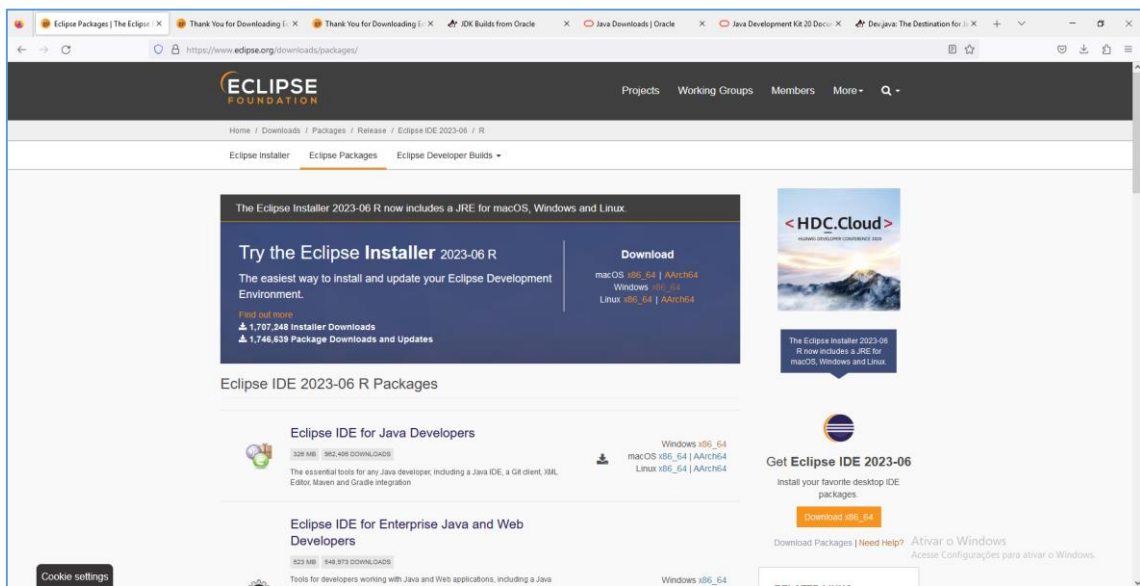 Eclipse Packages | The Eclipse F
Thank You for Downloading Ec
Thank You for Downloading Ec
JDK Builds from Oracle
Java Downloads | Oracle
Java Development Kit 20 Docu
Dev.java: The Destination for Ja
https://www.eclipse.org/downloads/packages/
ECLIPSE
FOUNDATION
Projects Working Groups Members More
Home / Downloads / Packages / Release / Eclipse IDE 2023-06 / R
Eclipse Installer Eclipse Packages Eclipse Developer Builds
The Eclipse Installer 2023-06 R now includes a JRE for macOS, Windows and Linux.
Try the Eclipse Installer 2023-06 R
The easiest way to install and update your Eclipse Development
Environment.
Find out more
1,707,248 Installer Downloads
1,746,639 Package Downloads and Updates
Download
macOS x86_64 | AArch64
Windows x86_64
Linux x86_64 | AArch64
<HDC.Cloud>
HUAWEI DEVELOPER CONFERENCE 2023
The Eclipse Installer 2023-06
R now includes a JRE for
macOS, Windows and Linux.
Eclipse IDE 2023-06 R Packages
Eclipse IDE for Java Developers
The essential tools for any Java developer, including a Java IDE, a Git client, XML
Editor, Maven and Gradle integration
Windows x86_64
macOS x86_64 | AArch64
Linux x86_64 | AArch64
Get Eclipse IDE 2023-06
Install your favorite desktop IDE
packages.
Download x86_64
Download Packages | Need Help?
Eclipse IDE for Enterprise Java and Web
Developers
523 MB 548,973 DOWNLOADS
Tools for developers working with Java and Web applications, including a Java
Windows x86_64
Ativar o Windows
Acesse Configurações para ativar o Windows.
Cookie settings